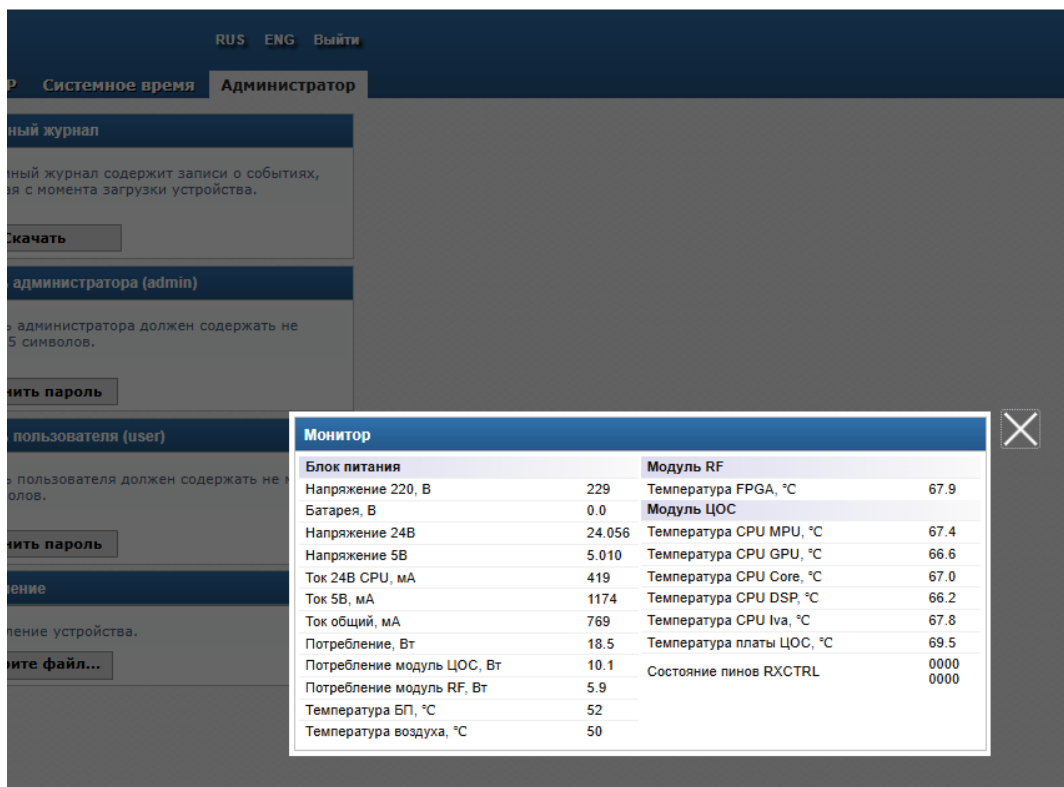 RUS ENG Выйти
Р Системное время Администратор
ный журнал
ный журнал содержит записи о событиях,
ая с момента загрузки устройства.
Скачать
администратора (admin)
ь администратора должен содержать не
5 символов.
нить пароль
пользователя (user)
ь пользователя должен содержать не
олов.
нить пароль
ление
ление устройства.
рите файл...
Монитор
Блок питания
Напряжение 220, В 229
Батарея, В 0.0
Напряжение 24В 24.056
Напряжение 5В 5.010
Ток 24В CPU, мА 419
Ток 5В, мА 1174
Ток общий, мА 769
Потребление, Вт 18.5
Потребление модуль ЦОС, Вт 10.1
Потребление модуль RF, Вт 5.9
Температура БП, °C 52
Температура воздуха, °C 50
Модуль RF
Температура FPGA, °C 67.9
Модуль ЦОС
Температура CPU MPU, °C 67.4
Температура CPU GPU, °C 66.6
Температура CPU Core, °C 67.0
Температура CPU DSP, °C 66.2
Температура CPU Iva, °C 67.8
Температура платы ЦОС, °C 69.5
Состояние пинов RXCTRL 0000
0000